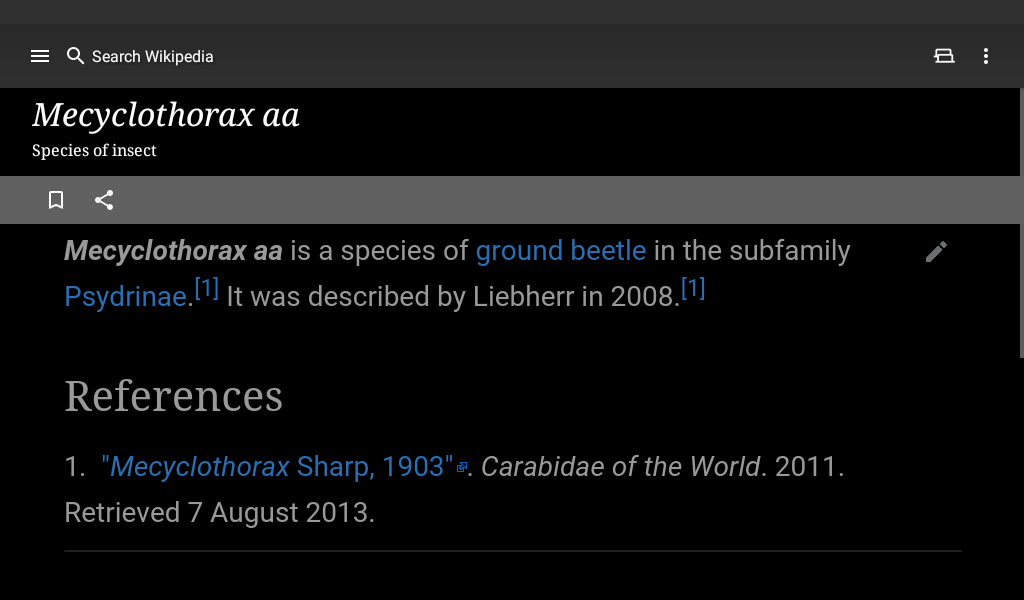 Search Wikipedia
Mecyclothorax aa
Species of insect
Mecyclothorax aa is a species of ground beetle in the subfamily
Psydrinae.[1] It was described by Liebherr in 2008.[1]
References
1. "Mecyclothorax Sharp, 1903". Carabidae of the World. 2011.
Retrieved 7 August 2013.